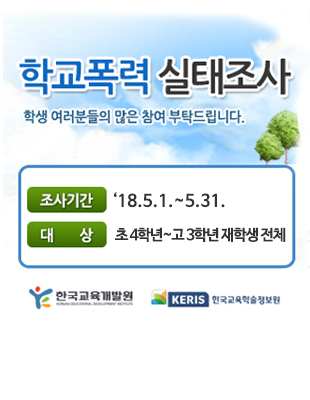 학교폭력 실태조사
학생 여러분들의 많은 참여 부탁드립니다.
조사기간 ‘18.5.1.~5.31.
대 상 초4학년~고3학년 재학생 전체
한국교육개발원 KERIS 한국교육학술정보원
KOREAN EDUCATIONAL DEVELOPMENT INSTITUTE